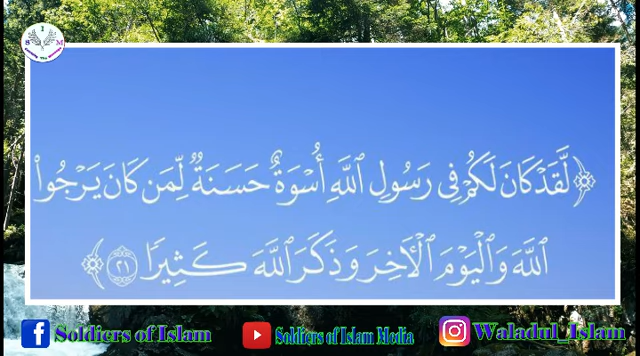 ﴿لَّقَدْ كَانَ لَكُمْ فِى رَسُولِ ٱللَّهِ أُسْوَةٌ حَسَنَةٌ لِّمَن كَانَ يَرْجُوا۟
ٱللَّهَ وَٱلْيَوْمَ ٱلْـَٔاخِرَ وَذَكَرَ ٱللَّهَ كَثِيرًا ٢١﴾
Soldiers of Islam
Soldiers of Islam Media
Waladul_Islam